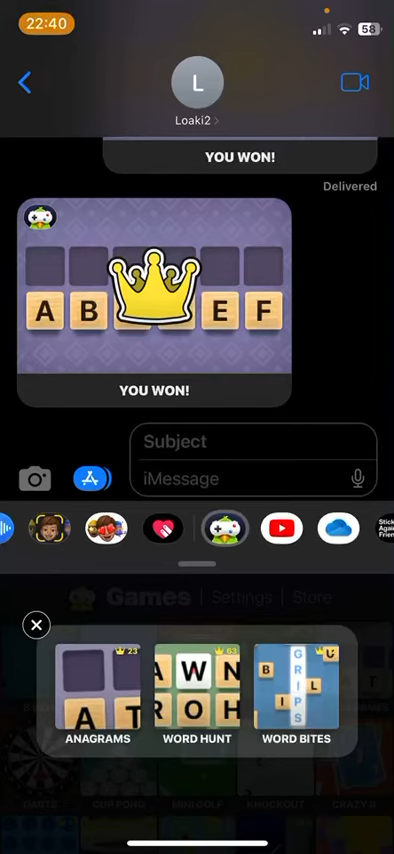 22:40
58
L
Loaki2
YOU WON!
Delivered
A B E F
YOU WON!
Subject
iMessage
Games | Settings | Store
23
63
A T
A W N
R O H
G
R
I
P
S
B
U
L
I
ANAGRAMS
WORD HUNT
WORD BITES
DARTS
CUP PONG
MINI GOLF
KNOCKOUT
CRAZY 8